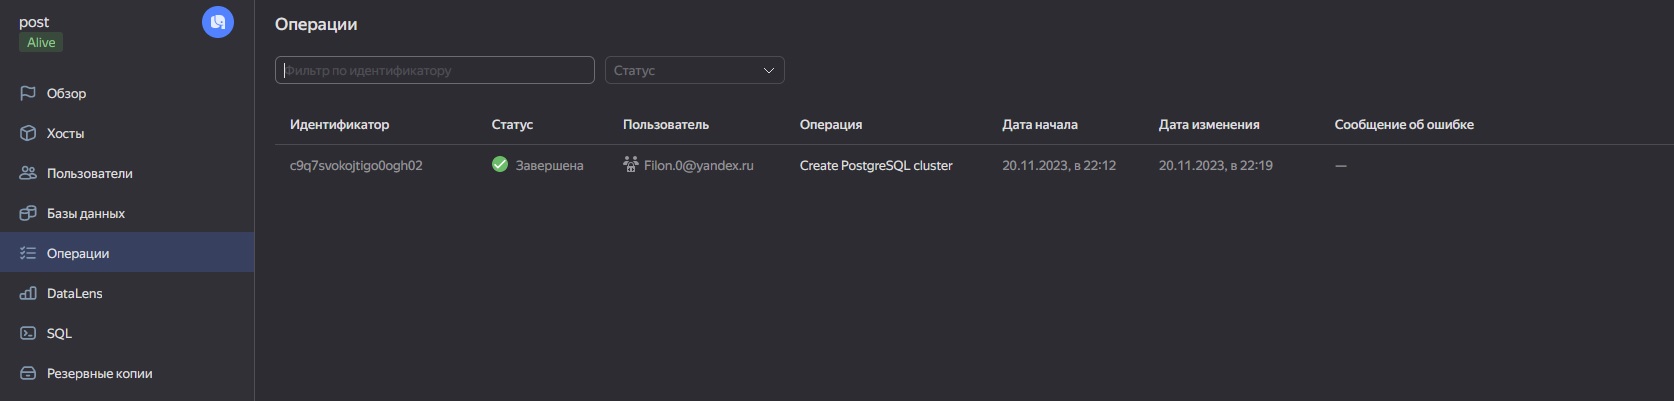 post
Alive
Обзор
Хосты
Пользователи
Базы данных
Операции
DataLens
SQL
Резервные копии
Операции
Фильтр по идентификатору
Статус
Идентификатор Статус Пользователь Операция Дата начала Дата изменения Сообщение об ошибке
c9q7svokojtigo0ogh02 Завершена Filon.0@yandex.ru Create PostgreSQL cluster 20.11.2023, в 22:12 20.11.2023, в 22:19 —